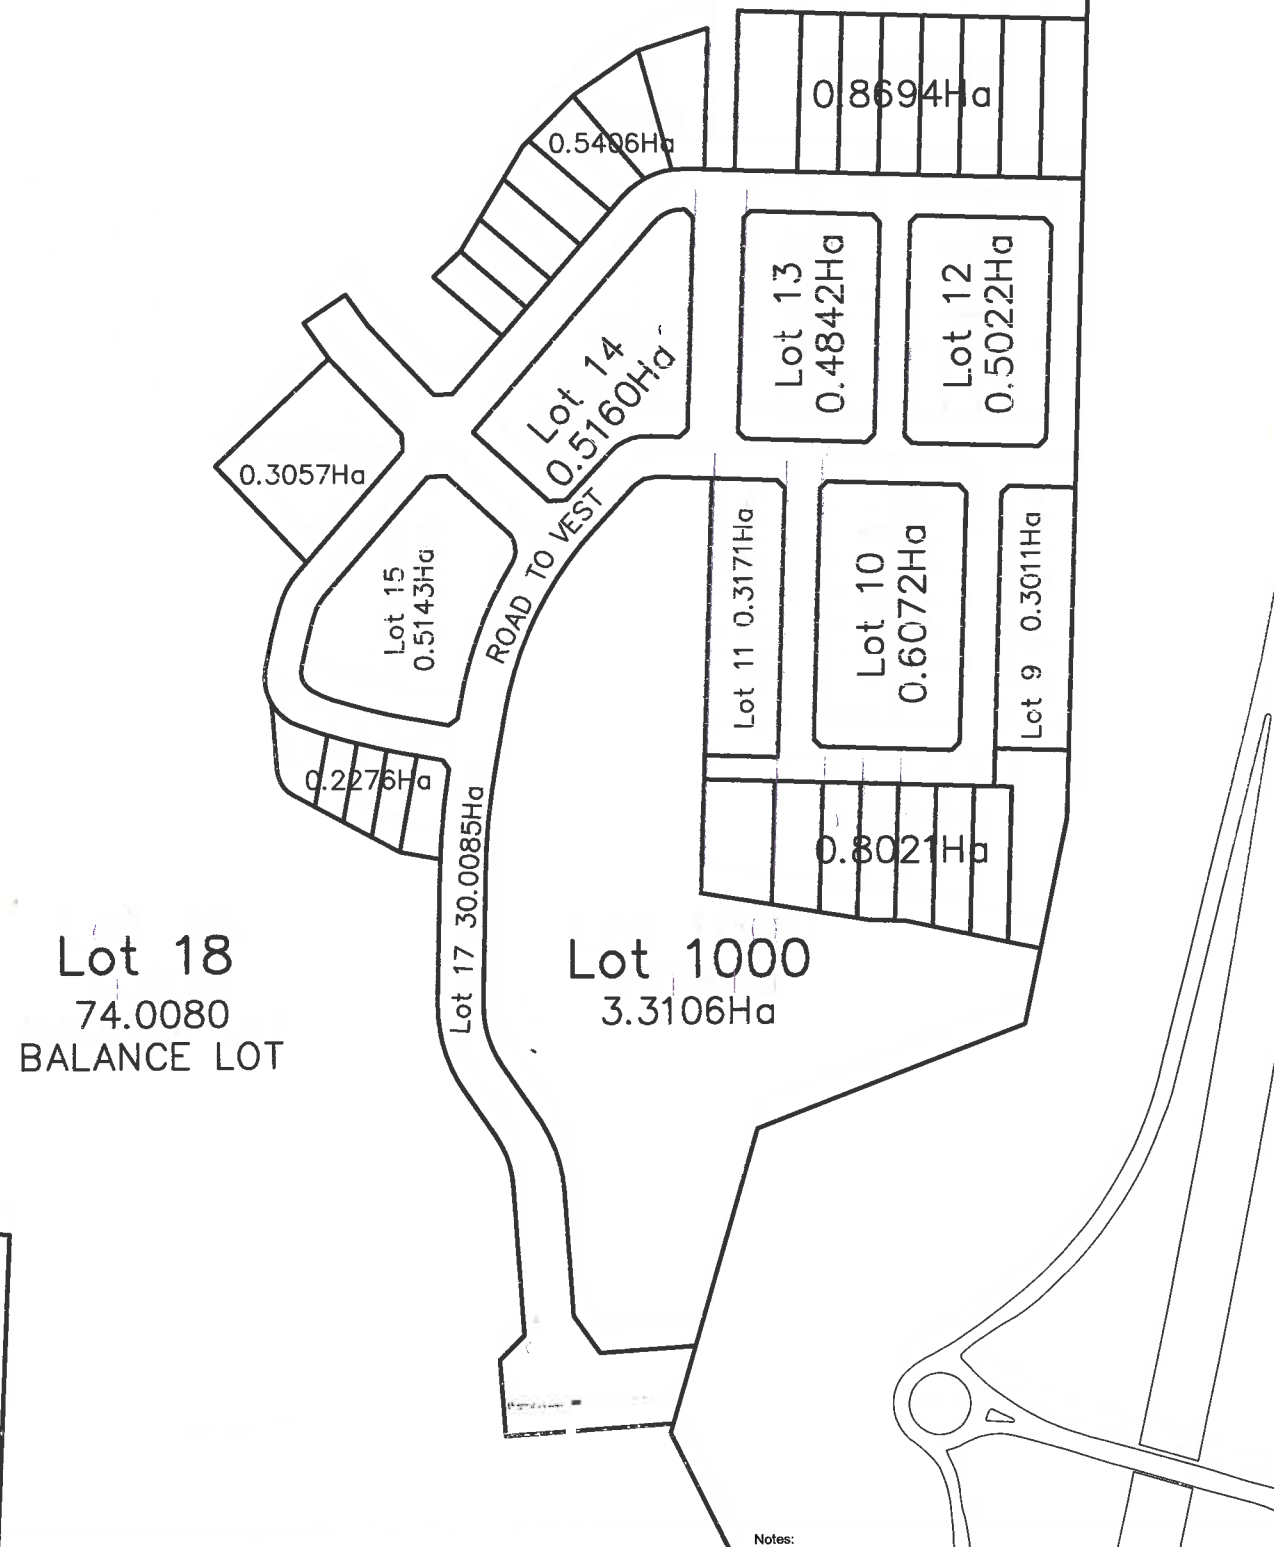 0.8694Ha
0.5406Ha
Lot 13
0.4842Ha
Lot 12
0.5022Ha
Lot 14
0.5160Ha
0.3057Ha
ROAD TO VEST
Lot 15
0.5143Ha
Lot 11 0.3171Ha
Lot 10
0.6072Ha
Lot 9 0.3011Ha
0.2276Ha
Lot 17 30.0085Ha
0.8021Ha
Lot 18
74.0080
BALANCE LOT
Lot 1000
3.3106Ha
Notes: